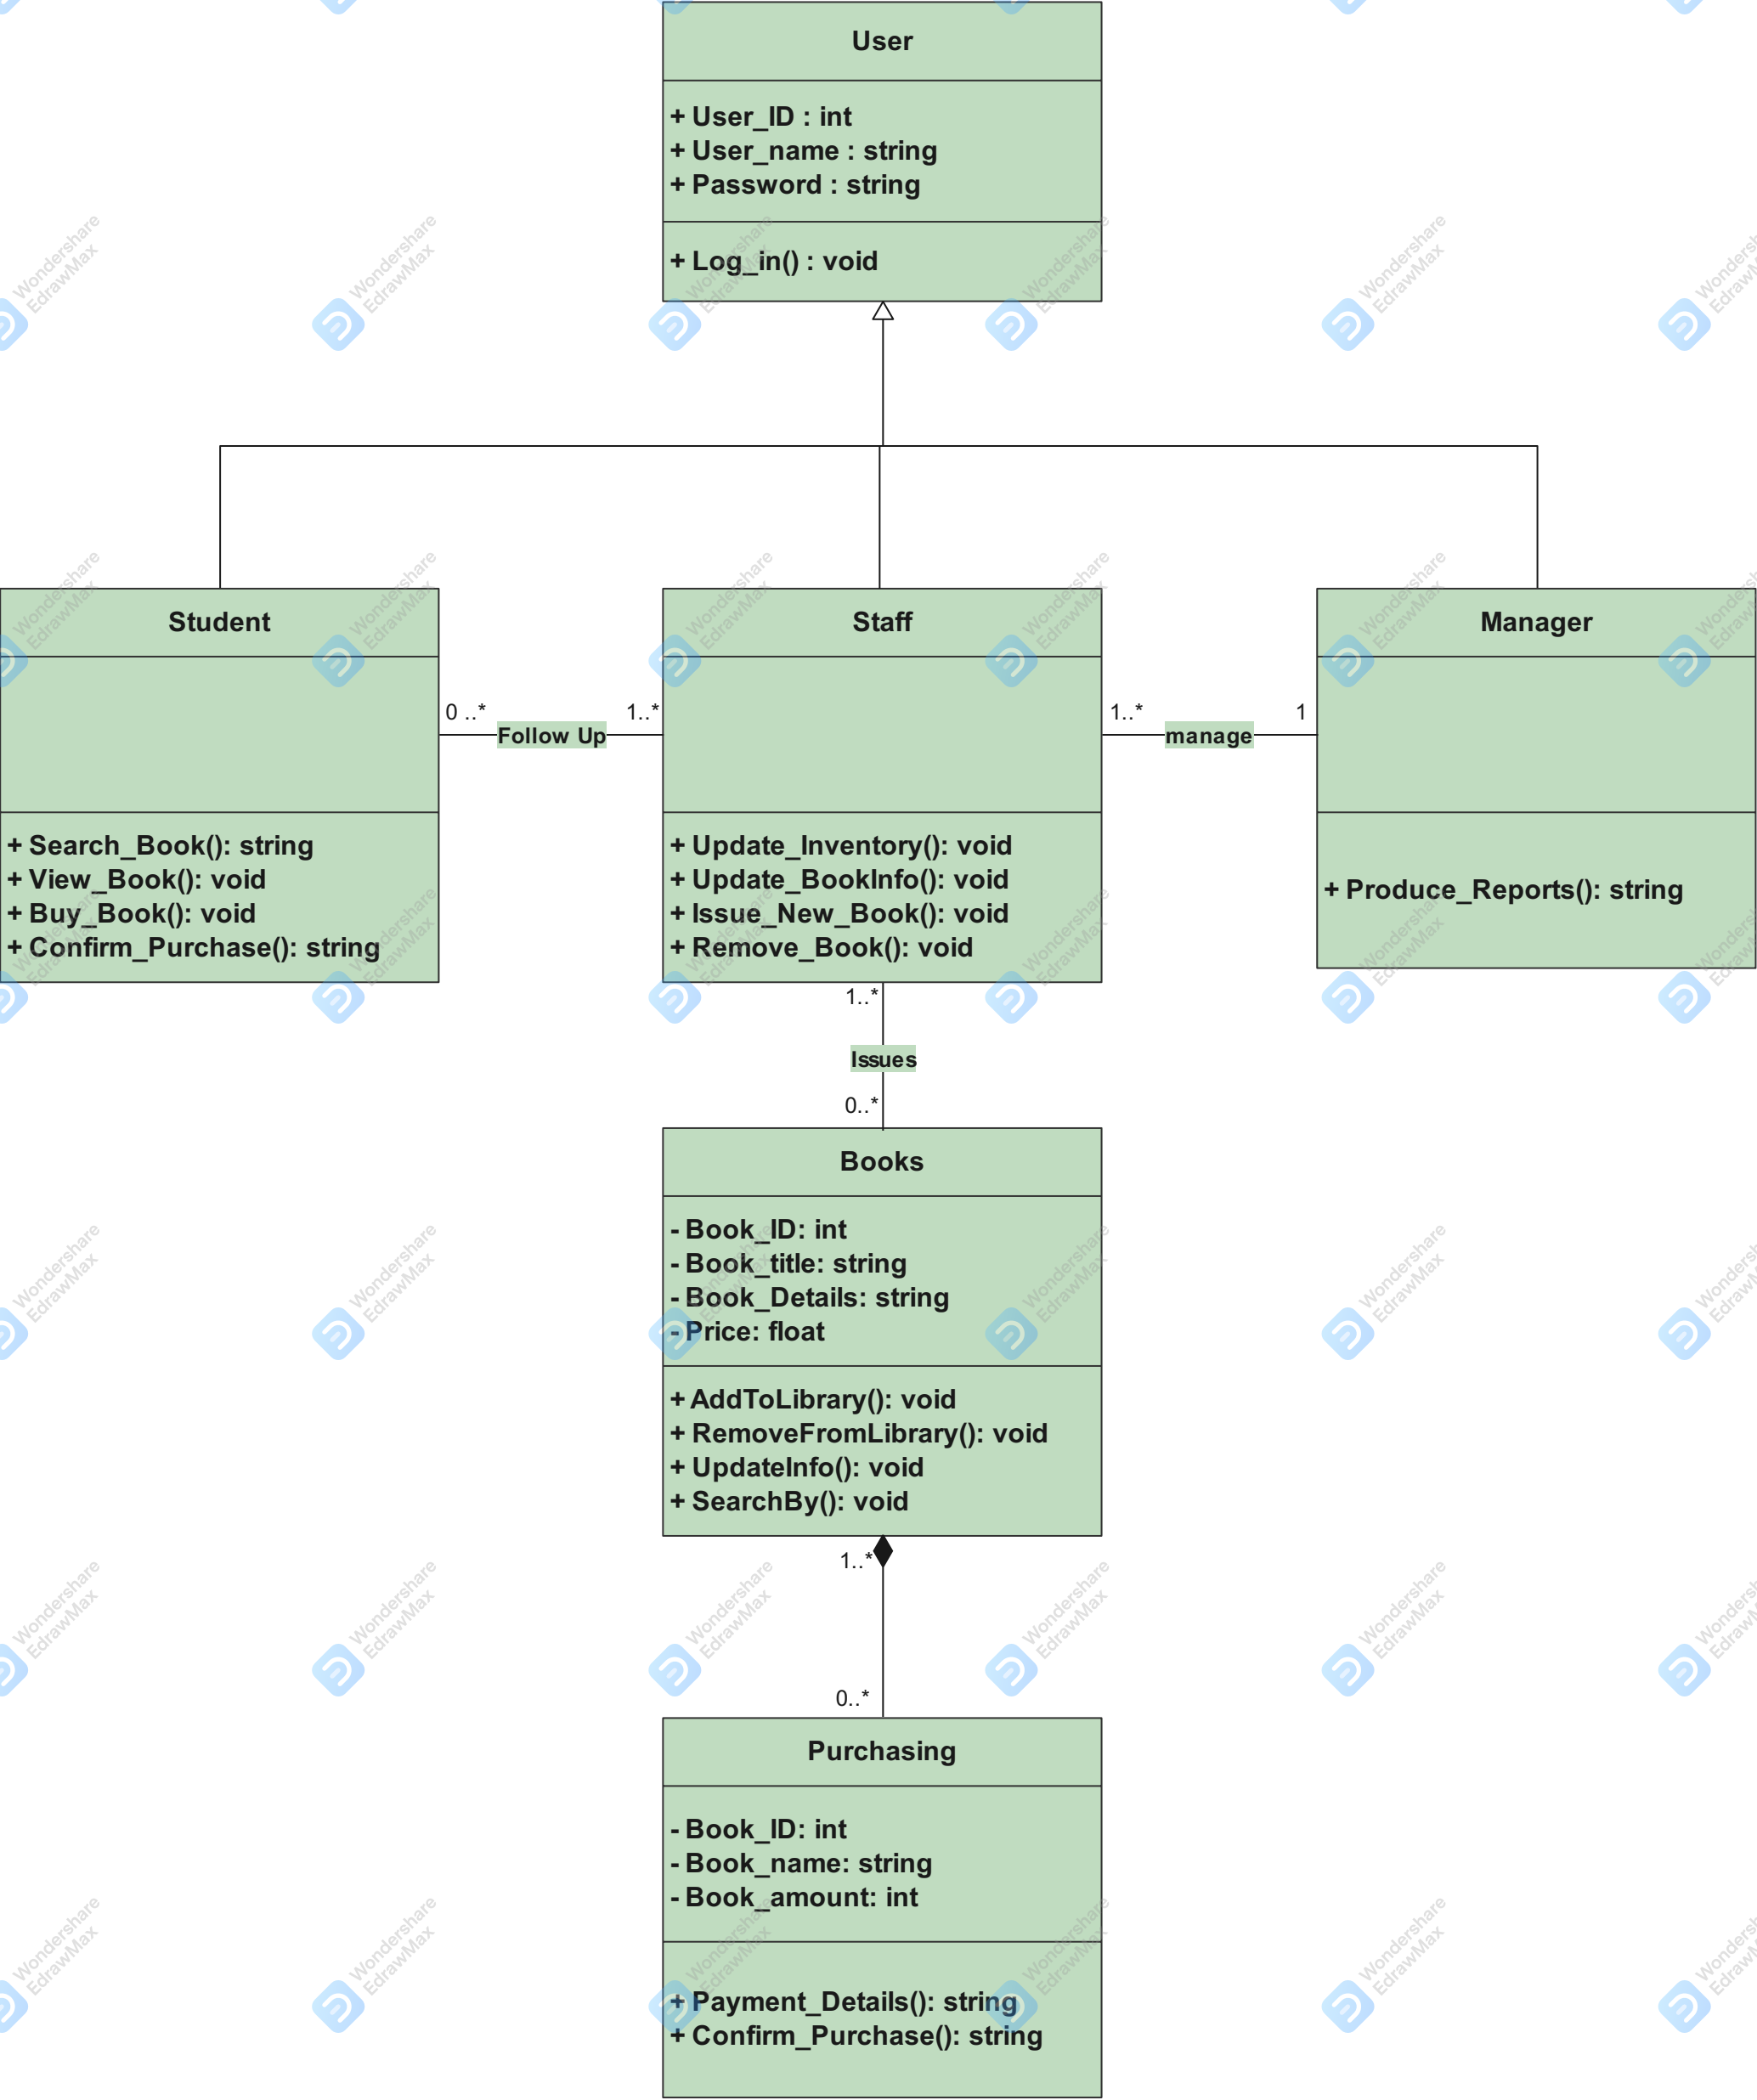 User
+ User_ID : int
+ User_name : string
+ Password : string
+ Log_in() : void
Student
+ Search_Book(): string
+ View_Book(): void
+ Buy_Book(): void
+ Confirm_Purchase(): string
0 ..*
Follow Up
1..*
Staff
+ Update_Inventory(): void
+ Update_BookInfo(): void
+ Issue_New_Book(): void
+ Remove_Book(): void
1..*
manage
1
Manager
+ Produce_Reports(): string
1..*
Issues
0..*
Books
- Book_ID: int
- Book_title: string
- Book_Details: string
- Price: float
+ AddToLibrary(): void
+ RemoveFromLibrary(): void
+ UpdateInfo(): void
+ SearchBy(): void
1..*
0..*
Purchasing
- Book_ID: int
- Book_name: string
- Book_amount: int
+ Payment_Details(): string
+ Confirm_Purchase(): string
Wondershare
EdrawMax